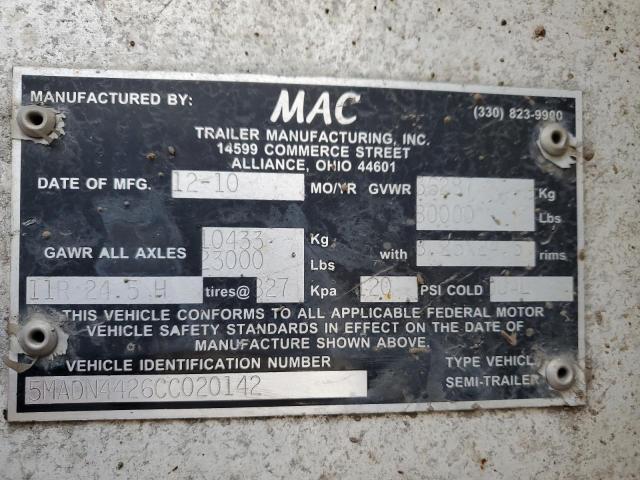 MANUFACTURED BY: MAC (330) 823-9900
TRAILER MANUFACTURING, INC.
14599 COMMERCE STREET
ALLIANCE, OHIO 44601
DATE OF MFG. 12-10 MO/YR GVWR Kg
80000 Lbs
GAWR ALL AXLES 10433 Kg with rims
23000 Lbs
11R 24.5 H tires@ 827 Kpa 120 PSI COLD
THIS VEHICLE CONFORMS TO ALL APPLICABLE FEDERAL MOTOR
VEHICLE SAFETY STANDARDS IN EFFECT ON THE DATE OF
MANUFACTURE SHOWN ABOVE.
VEHICLE IDENTIFICATION NUMBER TYPE VEHICL
5MADN4426CC020142 SEMI-TRAILER